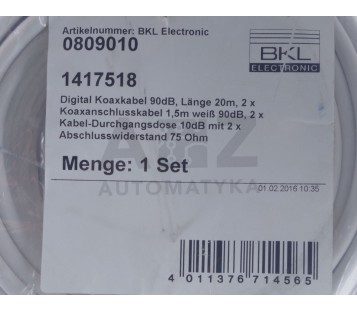 Artikelnummer: BKL Electronic
0809010
BKL
ELECTRONIC
1417518
Digital Koaxkabel 90dB, Länge 20m, 2 x
Koaxanschlusskabel 1,5m weiß 90dB, 2 x
Kabel-Durchgangsdose 10dB mit 2 x
Abschlusswiderstand 75 Ohm
Menge: 1 Set
AUTOMATYKA
01.02.2016 10:35
4 011376 714565